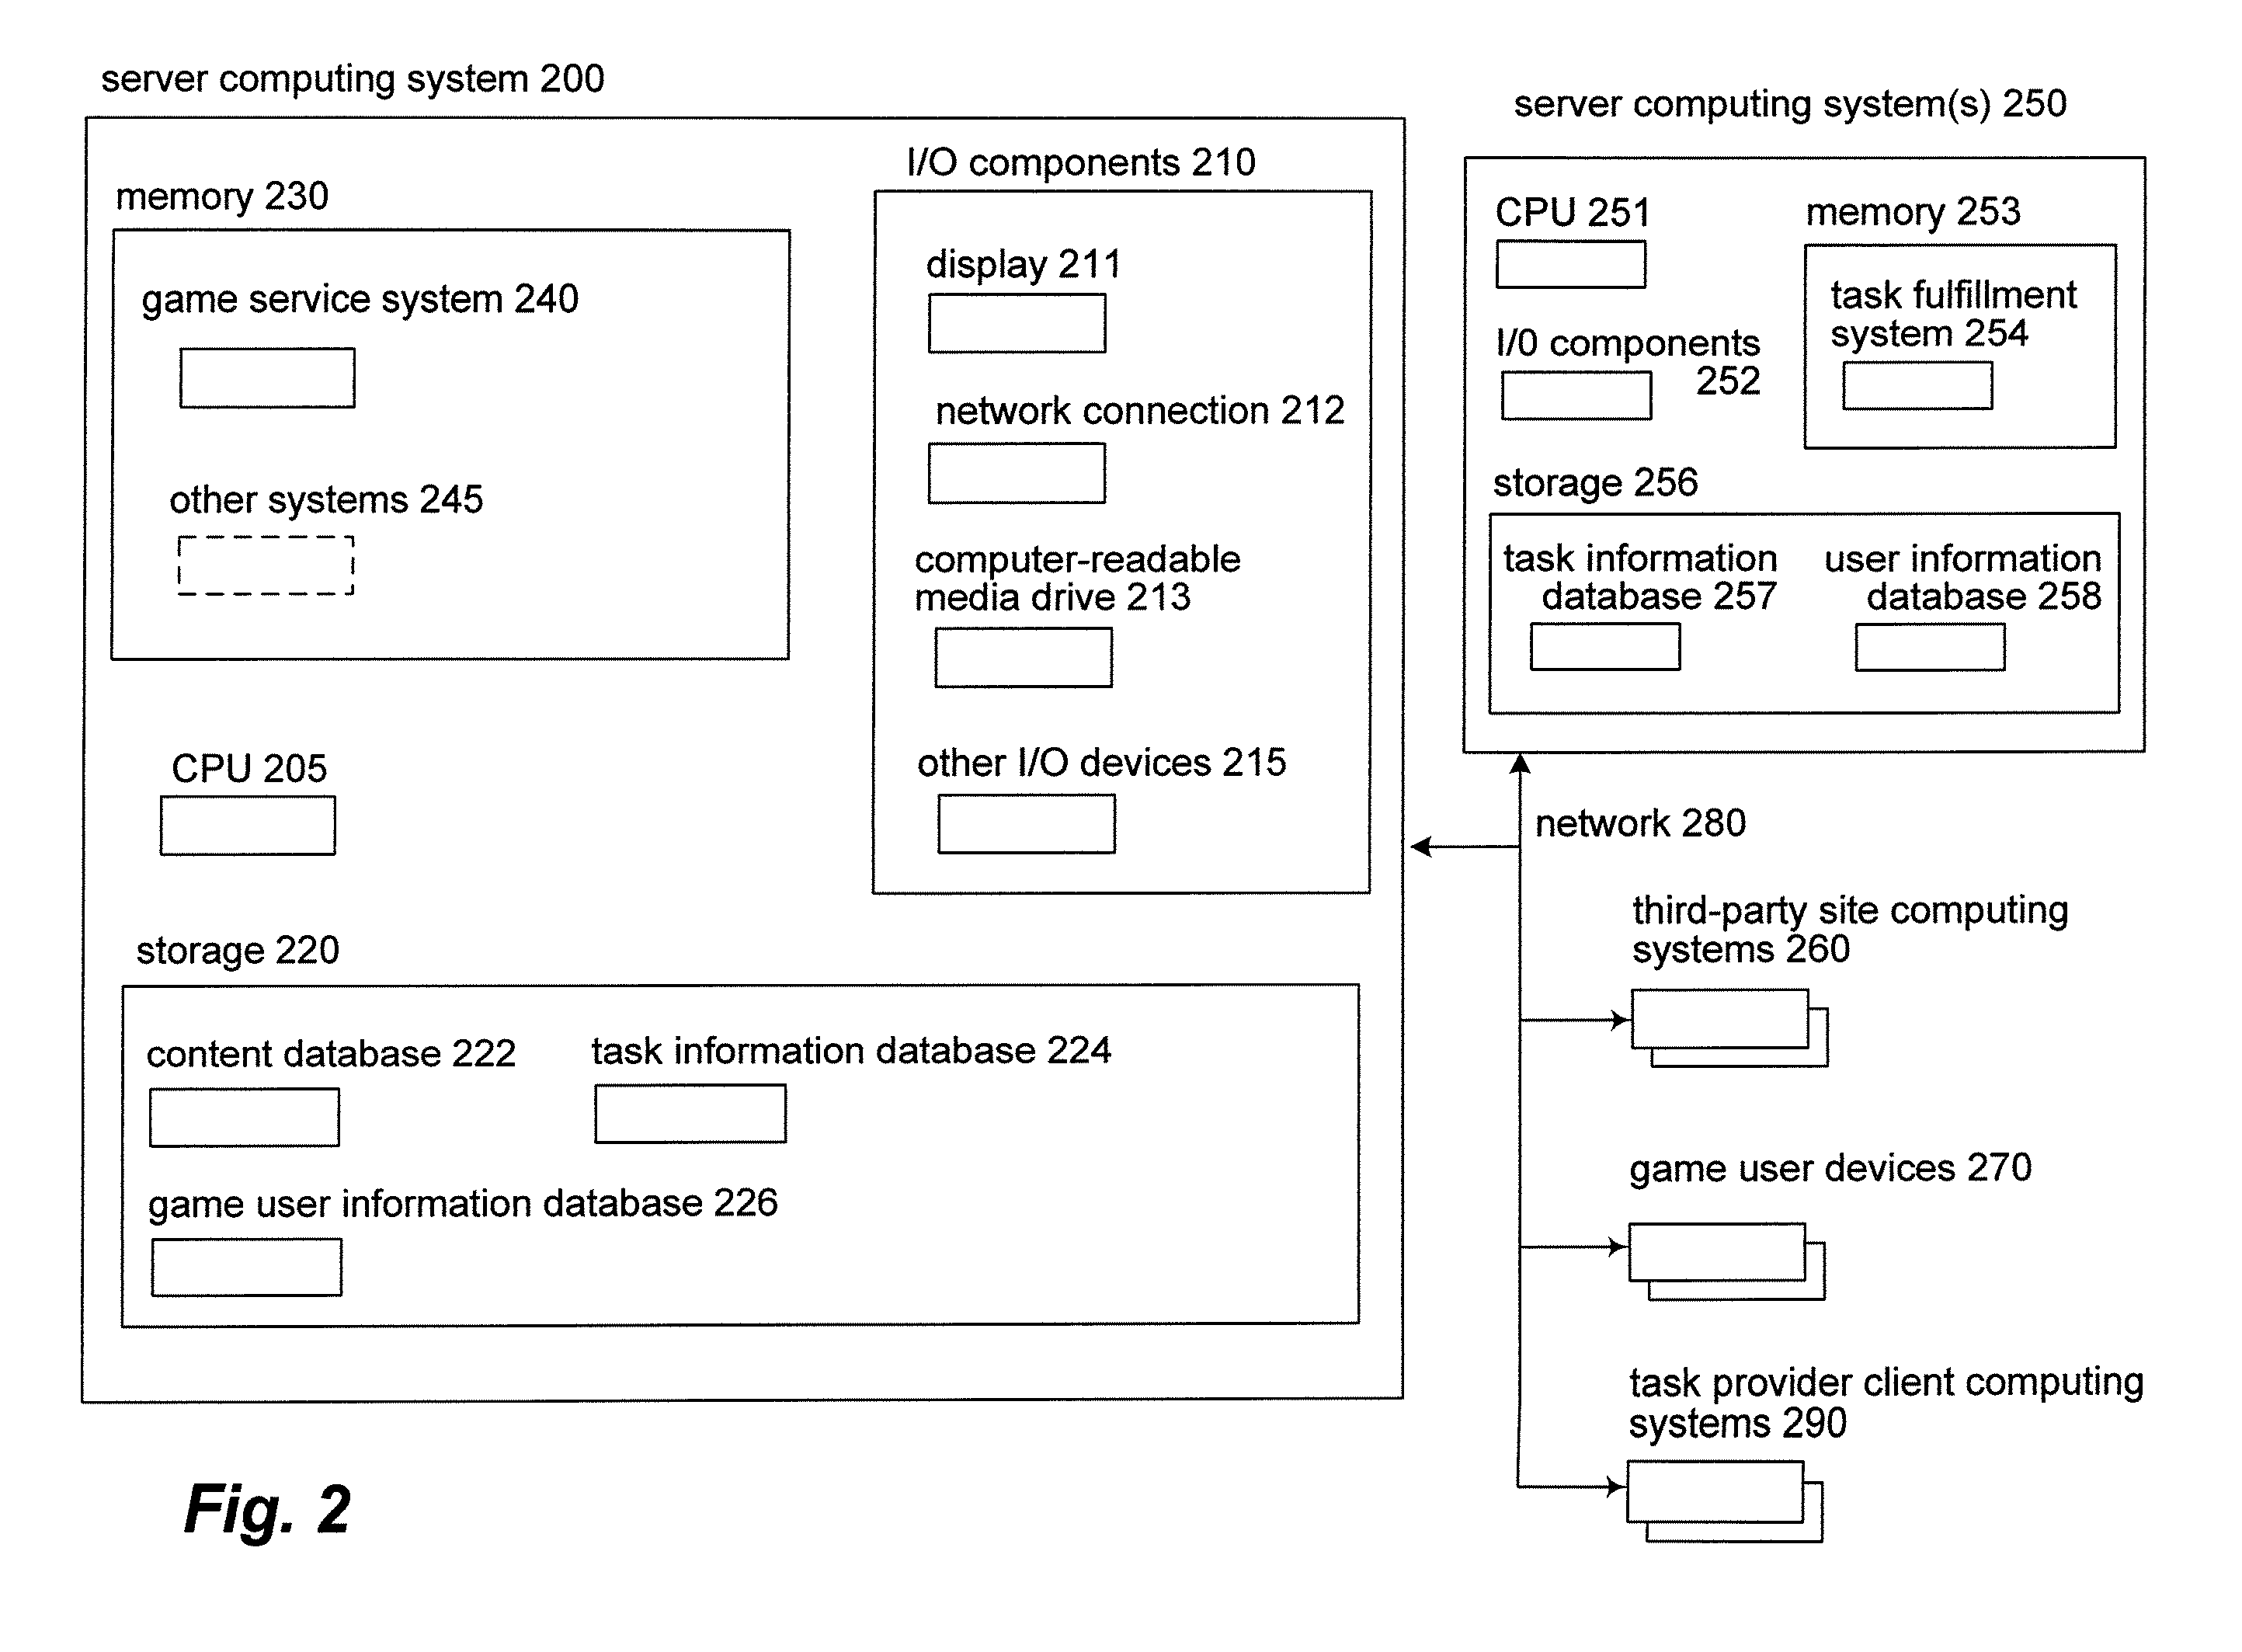 server computing system 200
memory 230
game service system 240
other systems 245
CPU 205
I/O components 210
display 211
network connection 212
computer-readable
media drive 213
other I/O devices 215
storage 220
content database 222
task information database 224
game user information database 226
server computing system(s) 250
CPU 251
I/0 components
252
memory 253
task fulfillment
system 254
storage 256
task information
database 257
user information
database 258
network 280
third-party site computing
systems 260
game user devices 270
task provider client computing
systems 290
Fig. 2